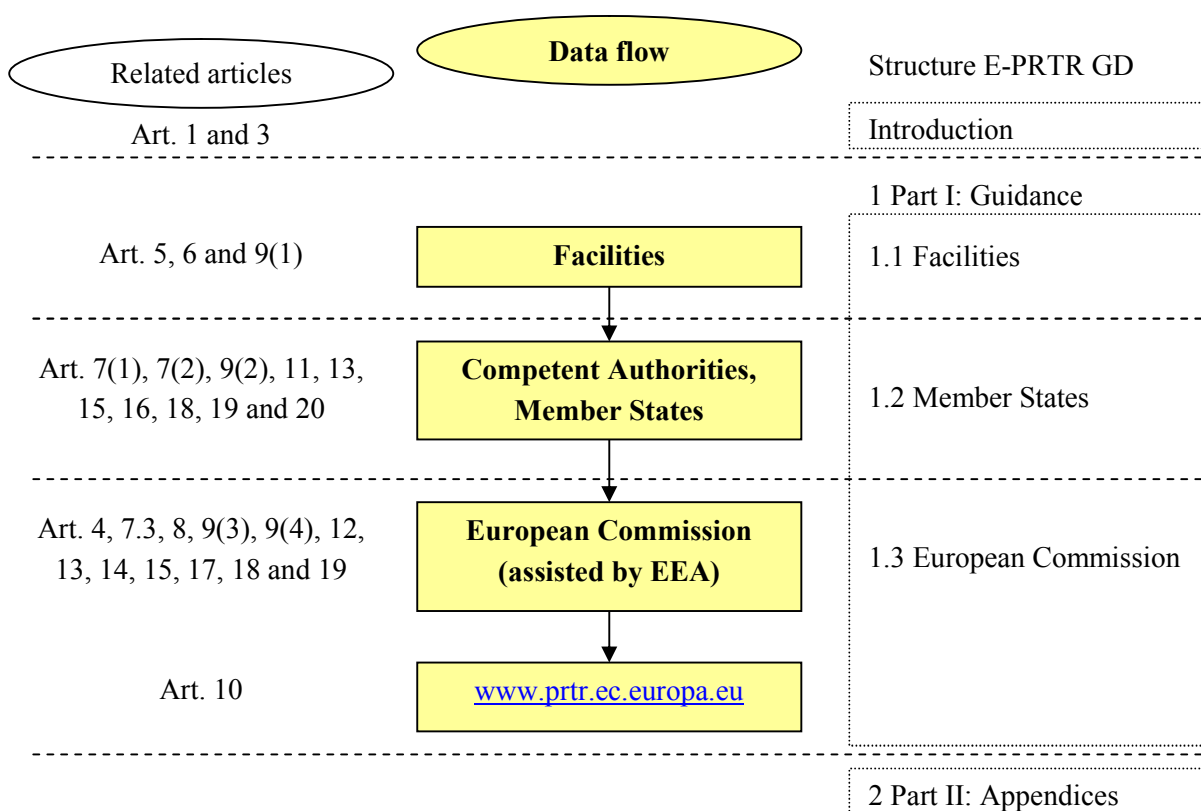 Related articles
Data flow
Structure E-PRTR GD
Art. 1 and 3
Introduction
1 Part I: Guidance
Art. 5, 6 and 9(1)
Facilities
1.1 Facilities
Art. 7(1), 7(2), 9(2), 11, 13,
15, 16, 18, 19 and 20
Competent Authorities,
Member States
1.2 Member States
Art. 4, 7.3, 8, 9(3), 9(4), 12,
13, 14, 15, 17, 18 and 19
European Commission
(assisted by EEA)
1.3 European Commission
Art. 10
www.prtr.ec.europa.eu
2 Part II: Appendices